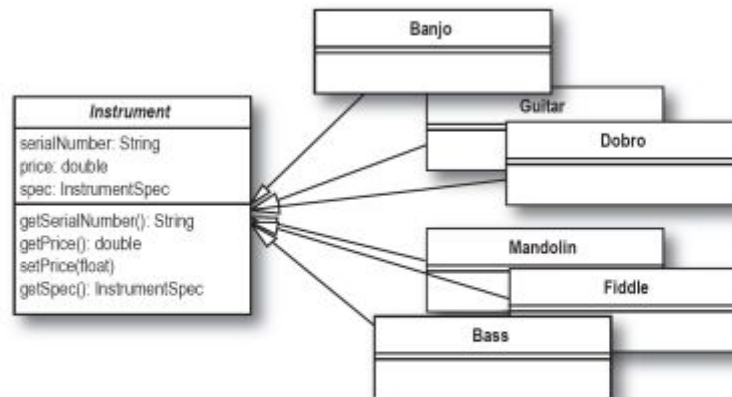 Banjo
Guitar
Dobro
Instrument
serialNumber: String
price: double
spec: InstrumentSpec
getSerialNumber(): String
getPrice(): double
setPrice(float)
getSpec(): InstrumentSpec
Mandolin
Fiddle
Bass